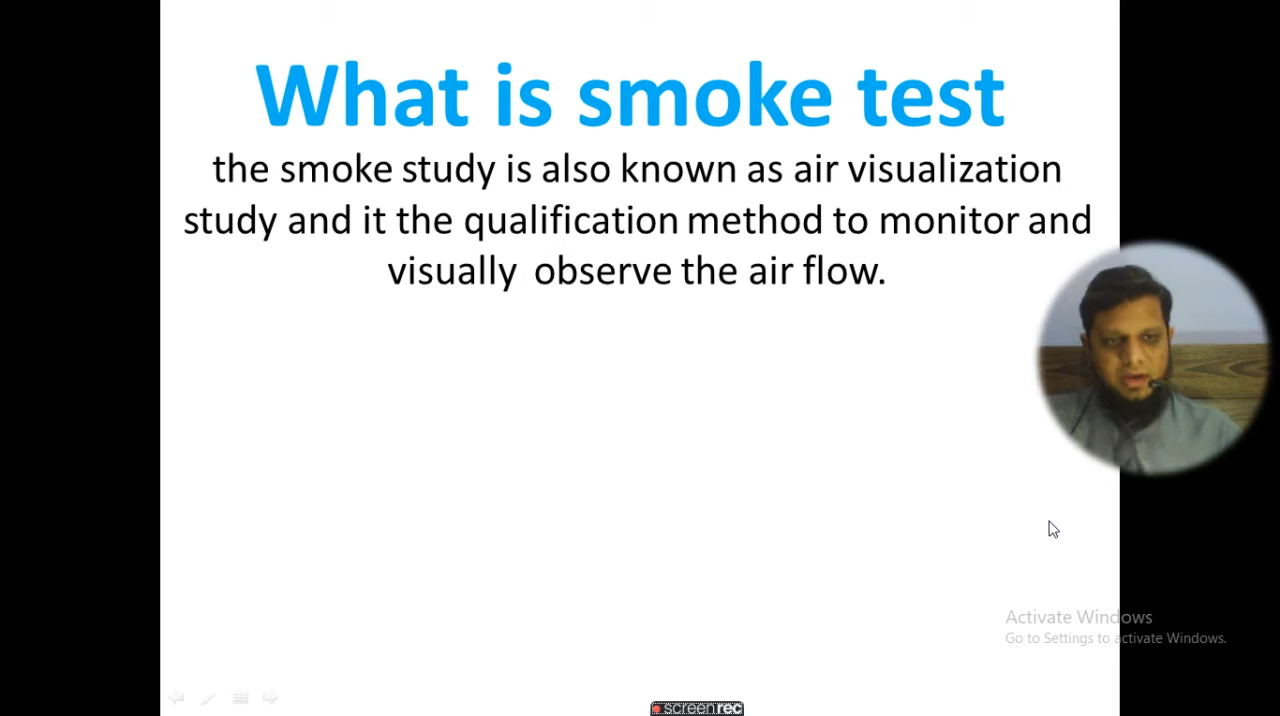 What is smoke test
the smoke study is also known as air visualization
study and it the qualification method to monitor and
visually observe the air flow.
Activate Windows
Go to Settings to activate Windows.
screenrec